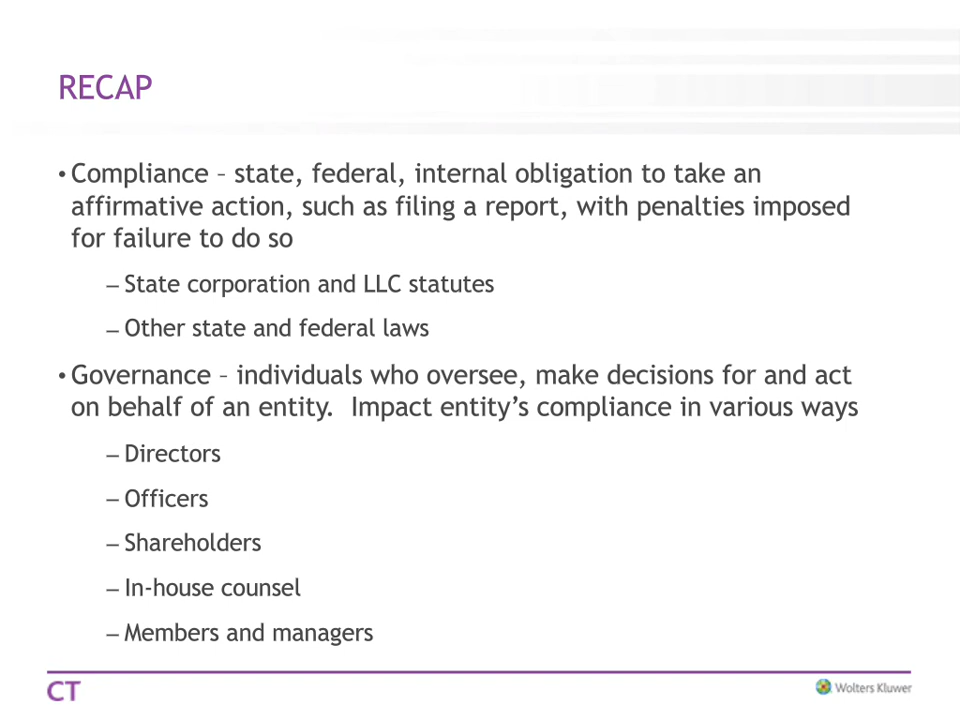 RECAP
• Compliance – state, federal, internal obligation to take an
affirmative action, such as filing a report, with penalties imposed
for failure to do so
– State corporation and LLC statutes
– Other state and federal laws
• Governance – individuals who oversee, make decisions for and act
on behalf of an entity.  Impact entity's compliance in various ways
– Directors
– Officers
– Shareholders
– In-house counsel
– Members and managers
CT
Wolters Kluwer